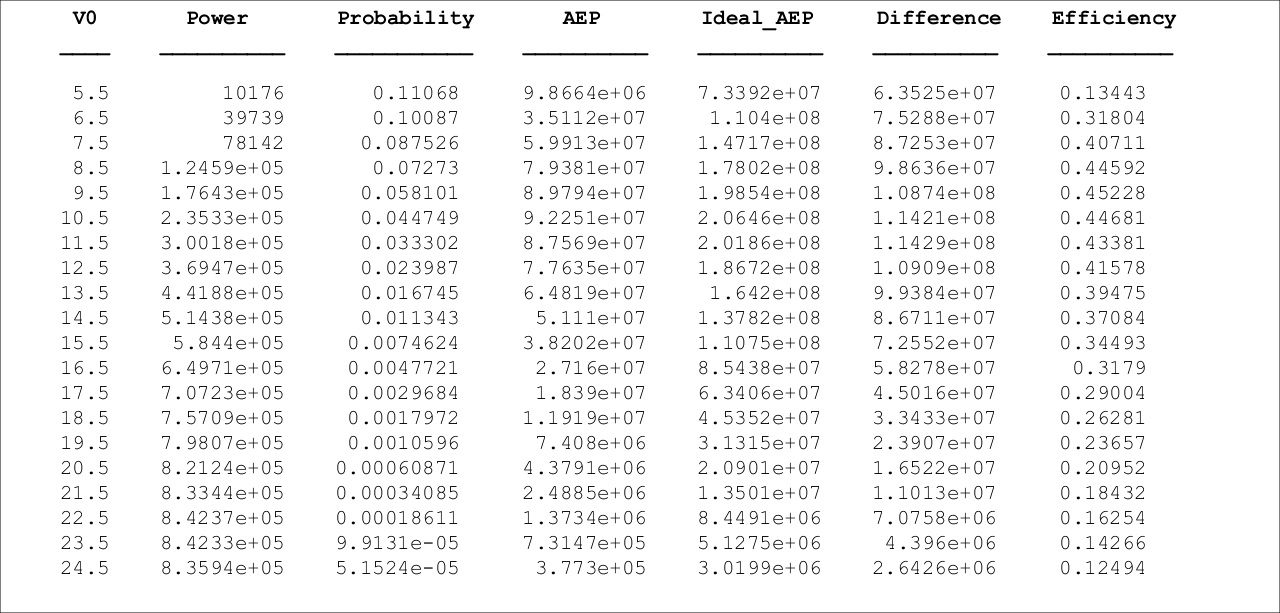 V0 Power Probability AEP Ideal_AEP Difference Efficiency
5.5 10176 0.11068 9.8664e+06 7.3392e+07 6.3525e+07 0.13443
6.5 39739 0.10087 3.5112e+07 1.104e+08 7.5288e+07 0.31804
7.5 78142 0.087526 5.9913e+07 1.4717e+08 8.7253e+07 0.40711
8.5 1.2459e+05 0.07273 7.9381e+07 1.7802e+08 9.8636e+07 0.44592
9.5 1.7643e+05 0.058101 8.9794e+07 1.9854e+08 1.0874e+08 0.45228
10.5 2.3533e+05 0.044749 9.2251e+07 2.0646e+08 1.1421e+08 0.44681
11.5 3.0018e+05 0.033302 8.7569e+07 2.0186e+08 1.1429e+08 0.43381
12.5 3.6947e+05 0.023987 7.7635e+07 1.8672e+08 1.0909e+08 0.41578
13.5 4.4188e+05 0.016745 6.4819e+07 1.642e+08 9.9384e+07 0.39475
14.5 5.1438e+05 0.011343 5.111e+07 1.3782e+08 8.6711e+07 0.37084
15.5 5.844e+05 0.0074624 3.8202e+07 1.1075e+08 7.2552e+07 0.34493
16.5 6.4971e+05 0.0047721 2.716e+07 8.5438e+07 5.8278e+07 0.3179
17.5 7.0723e+05 0.0029684 1.839e+07 6.3406e+07 4.5016e+07 0.29004
18.5 7.5709e+05 0.0017972 1.1919e+07 4.5352e+07 3.3433e+07 0.26281
19.5 7.9807e+05 0.0010596 7.408e+06 3.1315e+07 2.3907e+07 0.23657
20.5 8.2124e+05 0.00060871 4.3791e+06 2.0901e+07 1.6522e+07 0.20952
21.5 8.3344e+05 0.00034085 2.4885e+06 1.3501e+07 1.1013e+07 0.18432
22.5 8.4237e+05 0.00018611 1.3734e+06 8.4491e+06 7.0758e+06 0.16254
23.5 8.4233e+05 9.9131e-05 7.3147e+05 5.1275e+06 4.396e+06 0.14266
24.5 8.3594e+05 5.1524e-05 3.773e+05 3.0199e+06 2.6426e+06 0.12494